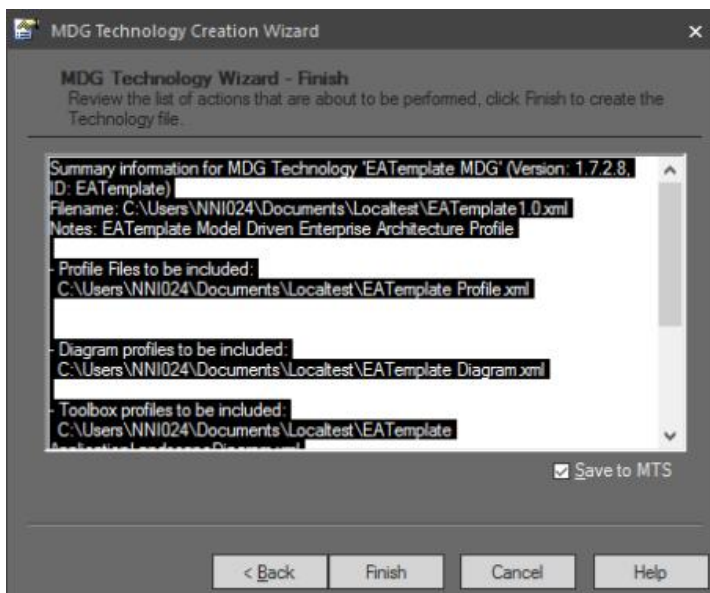 MDG Technology Creation Wizard
MDG Technology Wizard - Finish
Review the list of actions that are about to be performed, click Finish to create the
Technology file.
Summary information for MDG Technology 'EATemplate MDG' (Version: 1.7.2.8,
ID: EATemplate)
Filename: C:\Users\NNI024\Documents\Localtest\EATemplate1.0.xml
Notes: EATemplate Model Driven Enterprise Architecture Profile
- Profile Files to be included:
C:\Users\NNI024\Documents\Localtest\EATemplate Profile.xml
- Diagram profiles to be included:
C:\Users\NNI024\Documents\Localtest\EATemplate Diagram.xml
- Toolbox profiles to be included:
C:\Users\NNI024\Documents\Localtest\EATemplate
Save to MTS
< Back
Finish
Cancel
Help